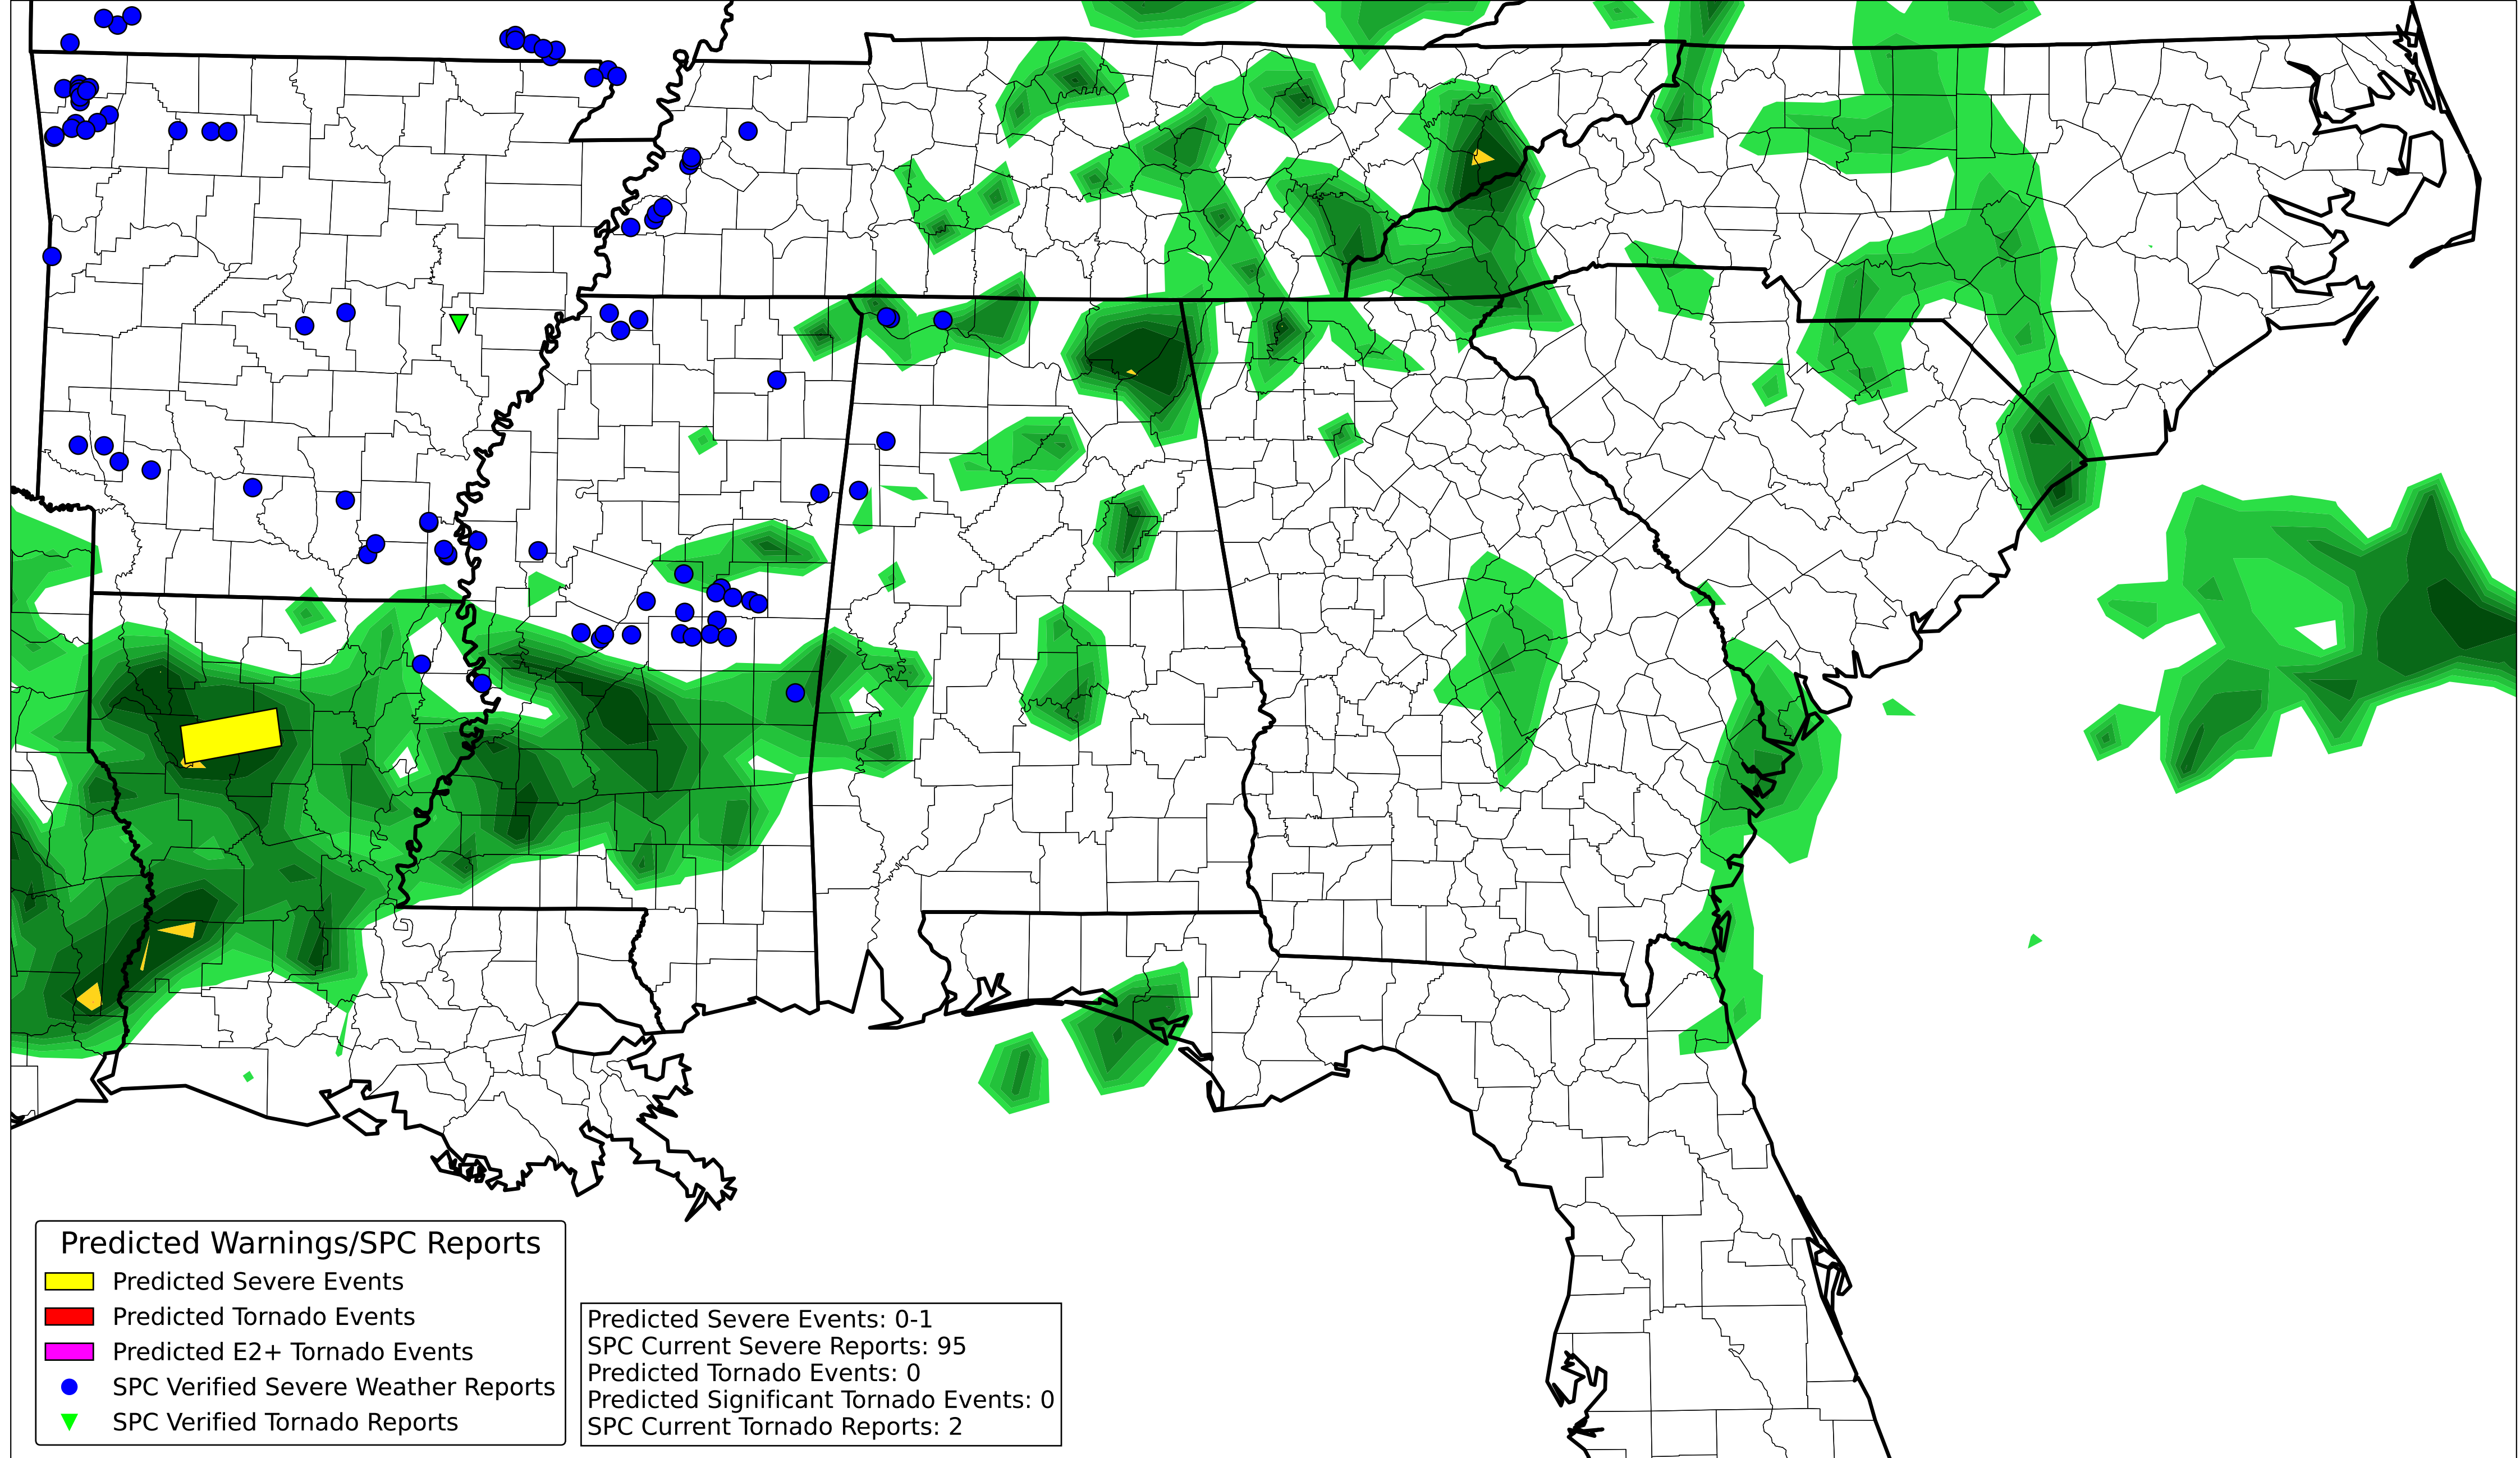 Predicted Warnings/SPC Reports
Predicted Severe Events
Predicted Tornado Events
Predicted E2+ Tornado Events
SPC Verified Severe Weather Reports
SPC Verified Tornado Reports
Predicted Severe Events: 0-1
SPC Current Severe Reports: 95
Predicted Tornado Events: 0
Predicted Significant Tornado Events: 0
SPC Current Tornado Reports: 2